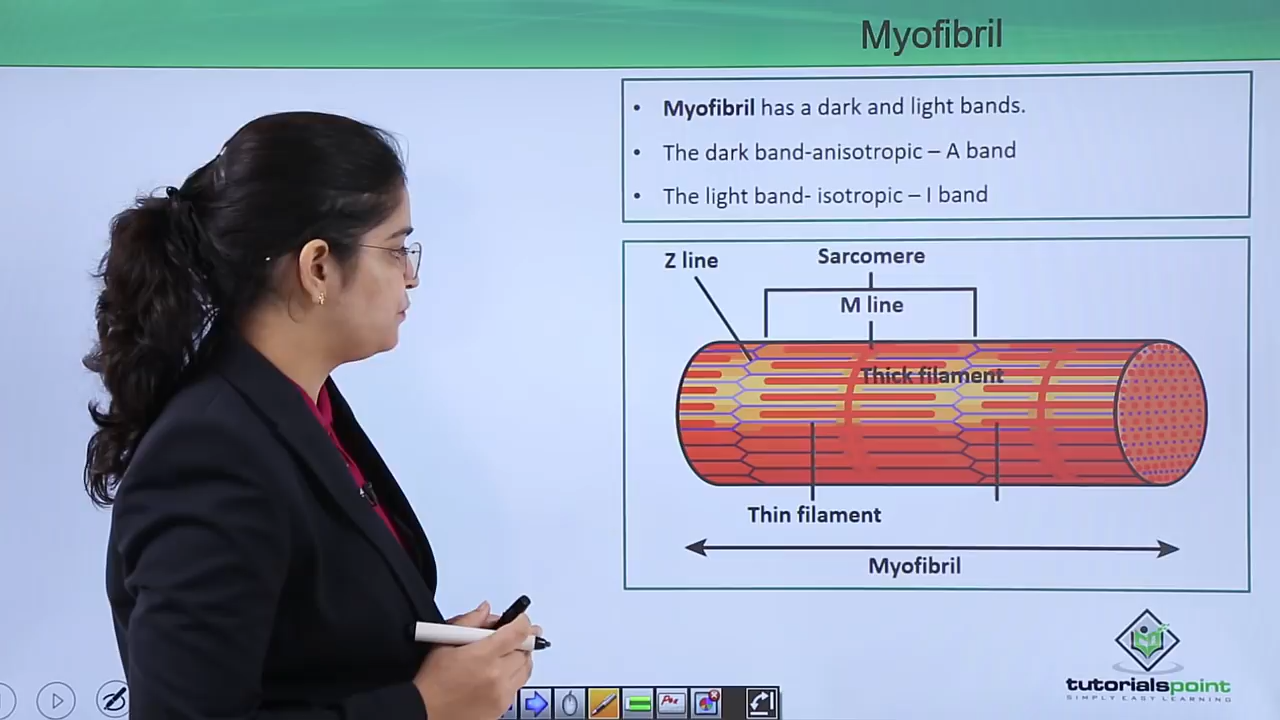 Myofibril
• Myofibril has a dark and light bands.
• The dark band-anisotropic – A band
• The light band- isotropic – I band
Z line
Sarcomere
M line
Thick filament
Thin filament
Myofibril
tutorialspoint
SIMPLY EASY LEARNING
Pen